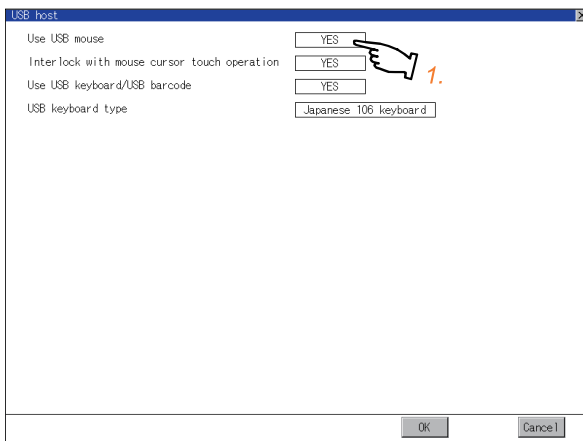 USB host
Use USB mouse YES
Interlock with mouse cursor touch operation YES
Use USB keyboard/USB barcode YES
USB keyboard type Japanese 106 keyboard
1.
OK Cancel